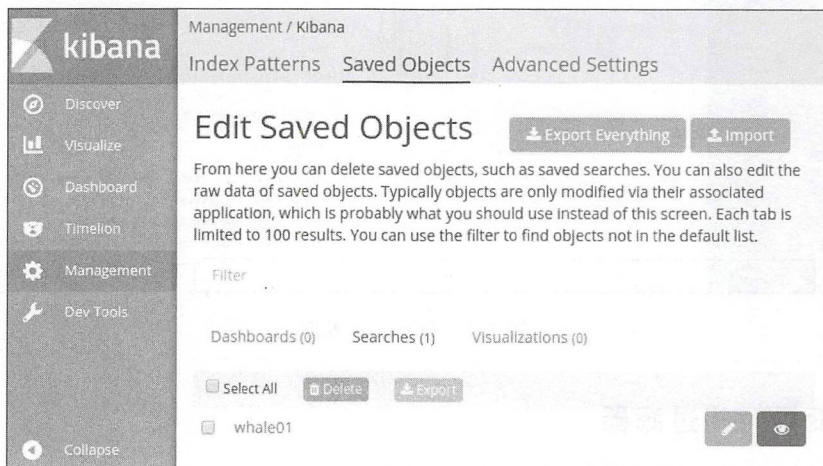 kibana
Discover
Visualize
Dashboard
Timelion
Management
Dev Tools
Collapse
Management / Kibana
Index Patterns Saved Objects Advanced Settings
Edit Saved Objects
Export Everything
Import
From here you can delete saved objects, such as saved searches. You can also edit the
raw data of saved objects. Typically objects are only modified via their associated
application, which is probably what you should use instead of this screen. Each tab is
limited to 100 results. You can use the filter to find objects not in the default list.
Filter
Dashboards (0) Searches (1) Visualizations (0)
Select All Delete Export
whale01